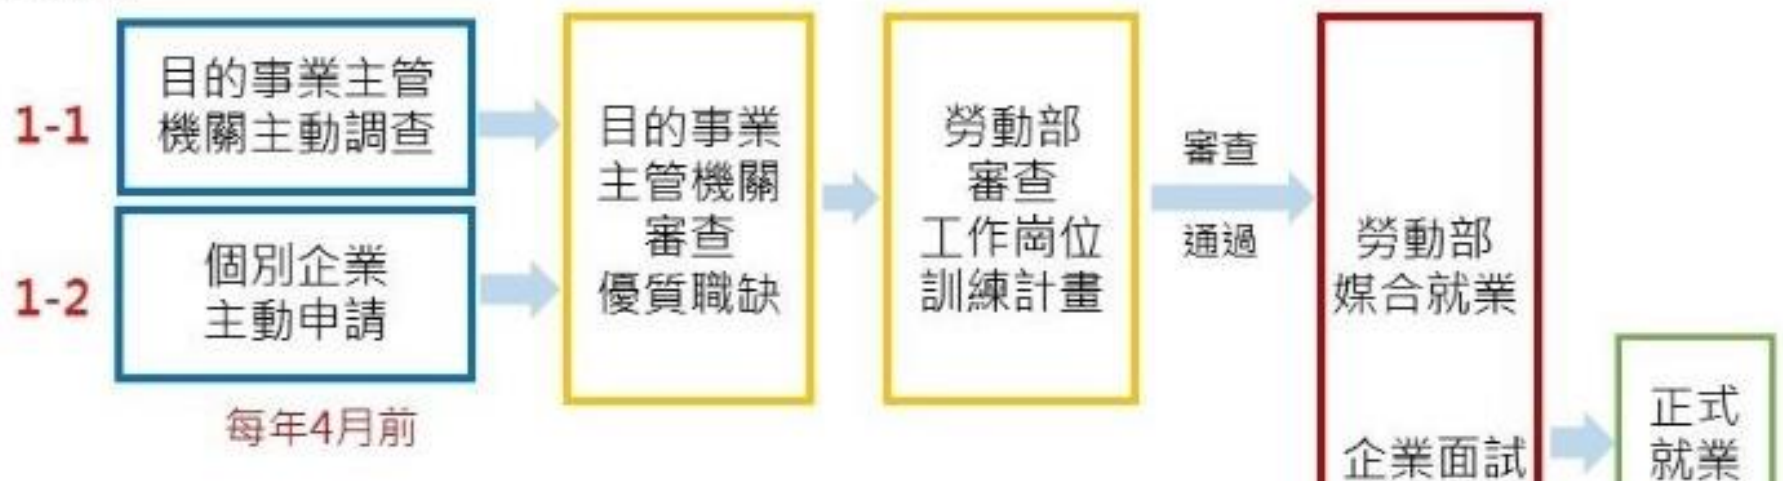 1-1
目的事業主管
機關主動調查
1-2
個別企業
主動申請
每年4月前
目的事業
主管機關
審查
優質職缺
勞動部
審查
工作崗位
訓練計畫
審查
通過
勞動部
媒合就業
企業面試
正式
就業